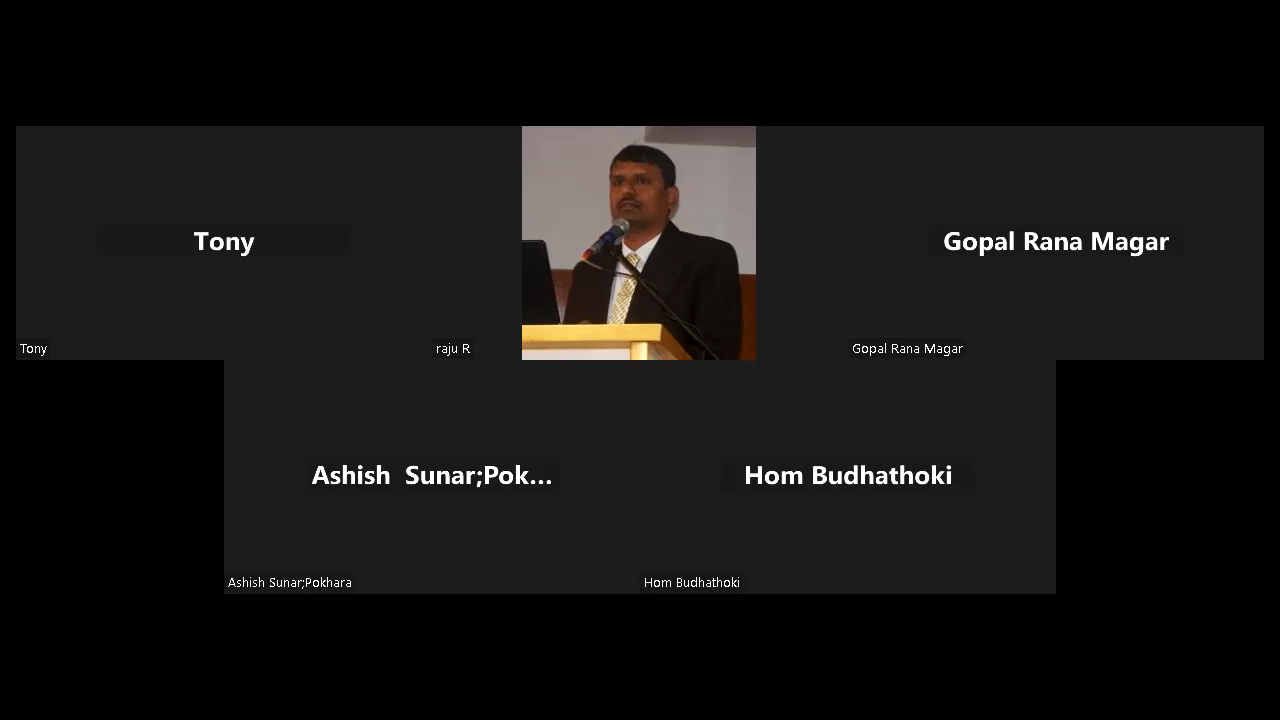 Tony
Gopal Rana Magar
Tony
raju R
Gopal Rana Magar
Ashish  Sunar;Pok...
Hom Budhathoki
Ashish Sunar;Pokhara
Hom Budhathoki